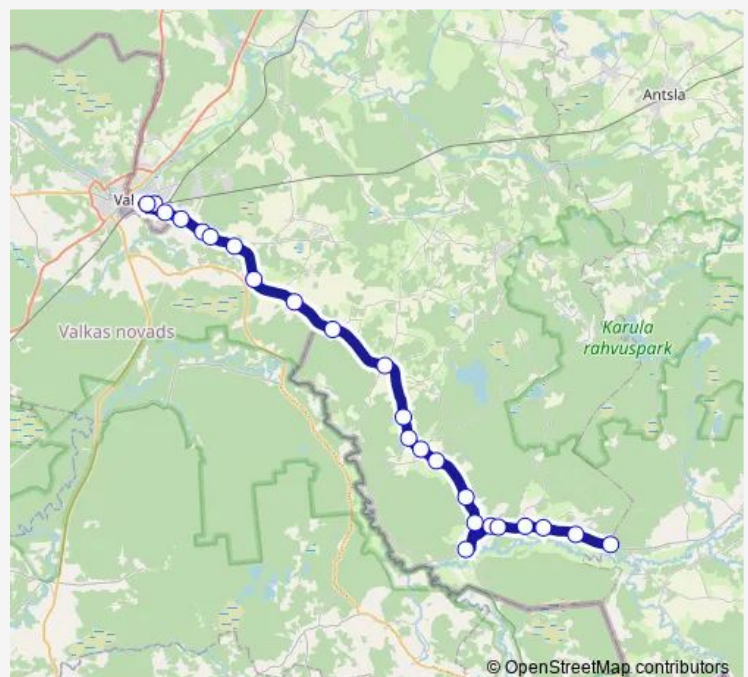 Antsla
Val
Karula
rahvuspark
Valkas novads
© OpenStreetMap contributors